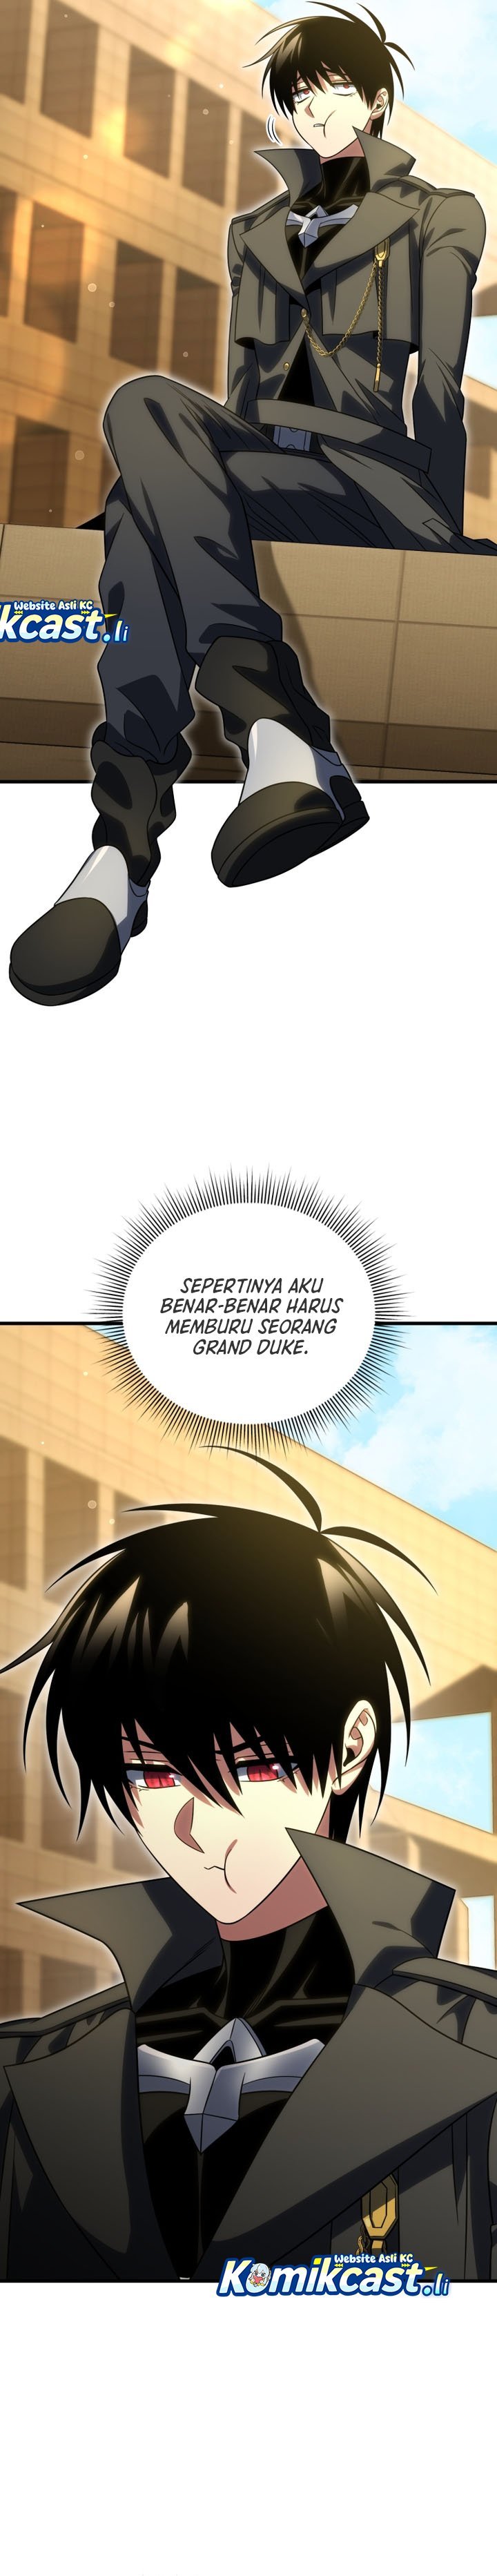 Website Asli KC
kcast.li
SEPERTINYA AKU
BENAR-BENAR HARUS
MEMBURU SEORANG
GRAND DUKE.
Website Asli KC
Komikcast.li